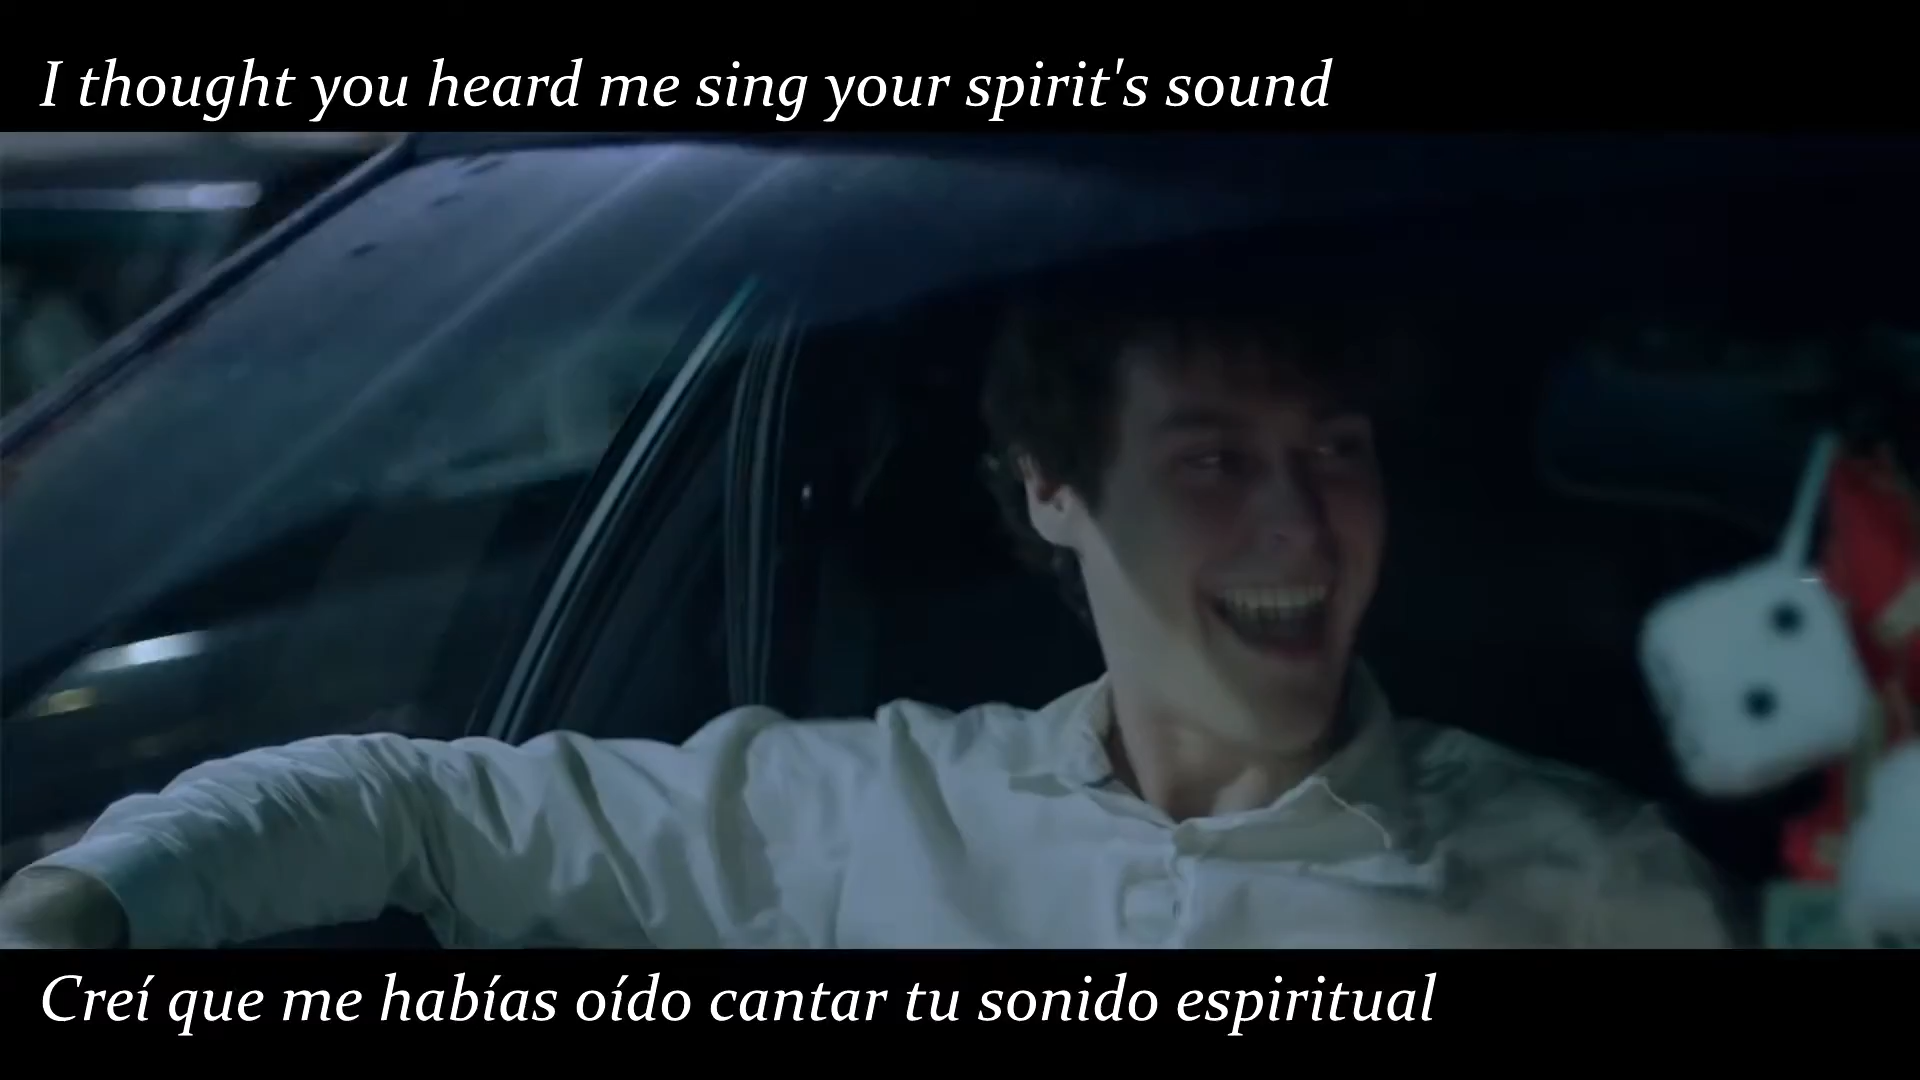 I thought you heard me sing your spirit's sound
Creí que me habías oído cantar tu sonido espiritual